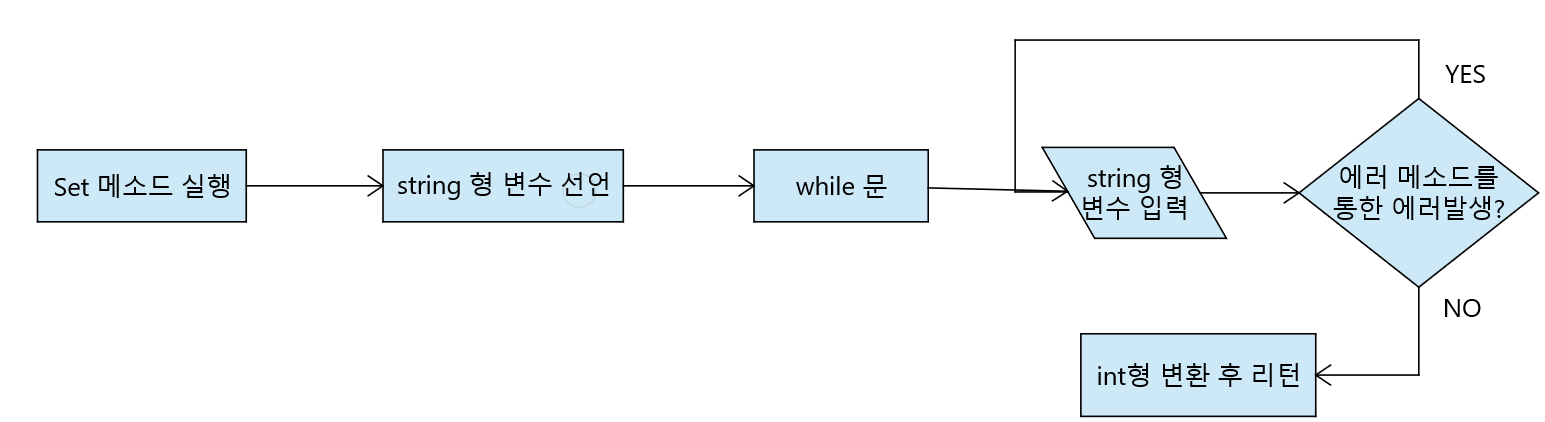 Set 메소드 실행
string 형 변수 선언
while 문
string 형
변수 입력
에러 메소드를
통한 에러발생?
YES
NO
int형 변환 후 리턴